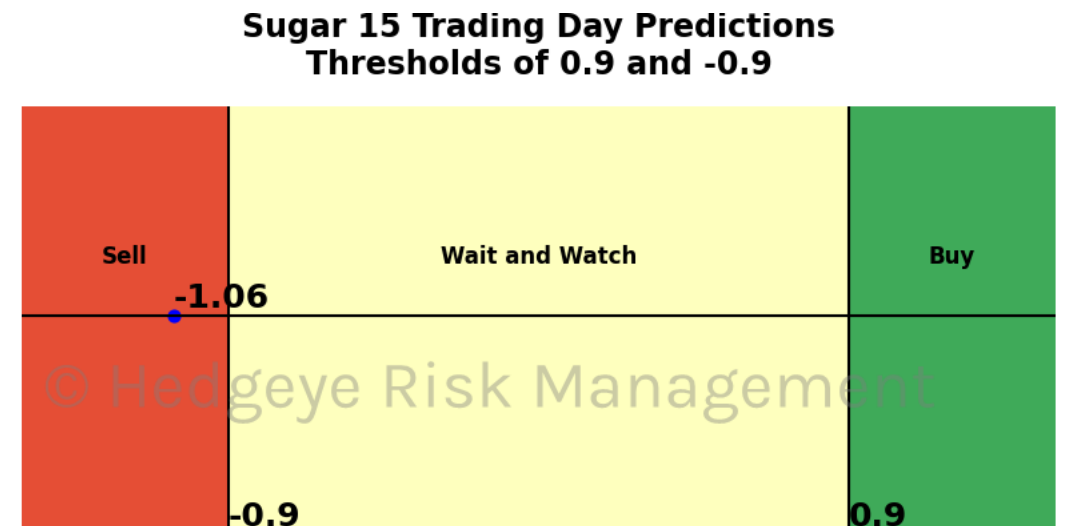 Sugar 15 Trading Day Predictions
Thresholds of 0.9 and -0.9
Sell
Wait and Watch
Buy
-1.06
© Hedgeye Risk Management
-0.9
0.9